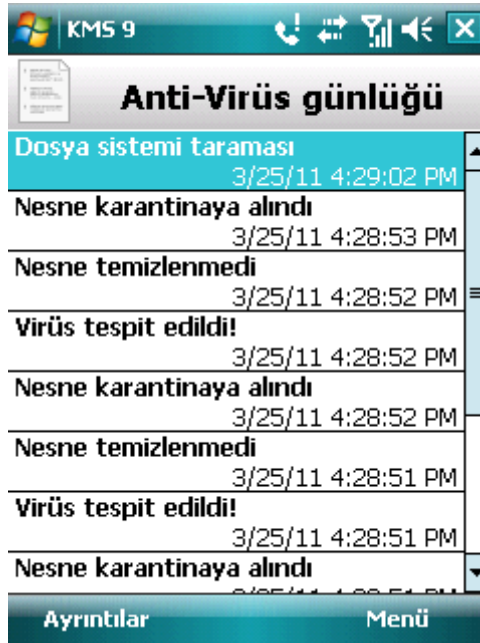 KMS 9
Anti-Virüs günlüğü
Dosya sistemi taraması
3/25/11 4:29:02 PM
Nesne karantinaya alındı
3/25/11 4:28:53 PM
Nesne temizlenmedi
3/25/11 4:28:52 PM
Virüs tespit edildi!
3/25/11 4:28:52 PM
Nesne karantinaya alındı
3/25/11 4:28:52 PM
Nesne temizlenmedi
3/25/11 4:28:51 PM
Virüs tespit edildi!
3/25/11 4:28:51 PM
Nesne karantinaya alındı
Ayrıntılar Menü